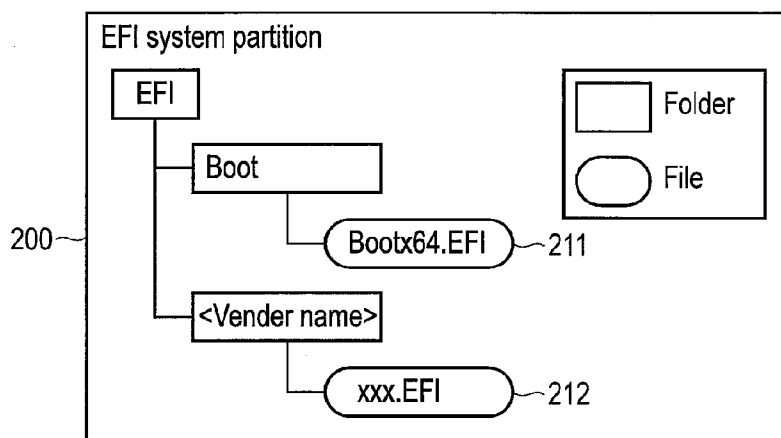 EFI system partition
EFI
Folder
Boot
File
200
Bootx64.EFI
211
<Vender name>
xxx.EFI
212